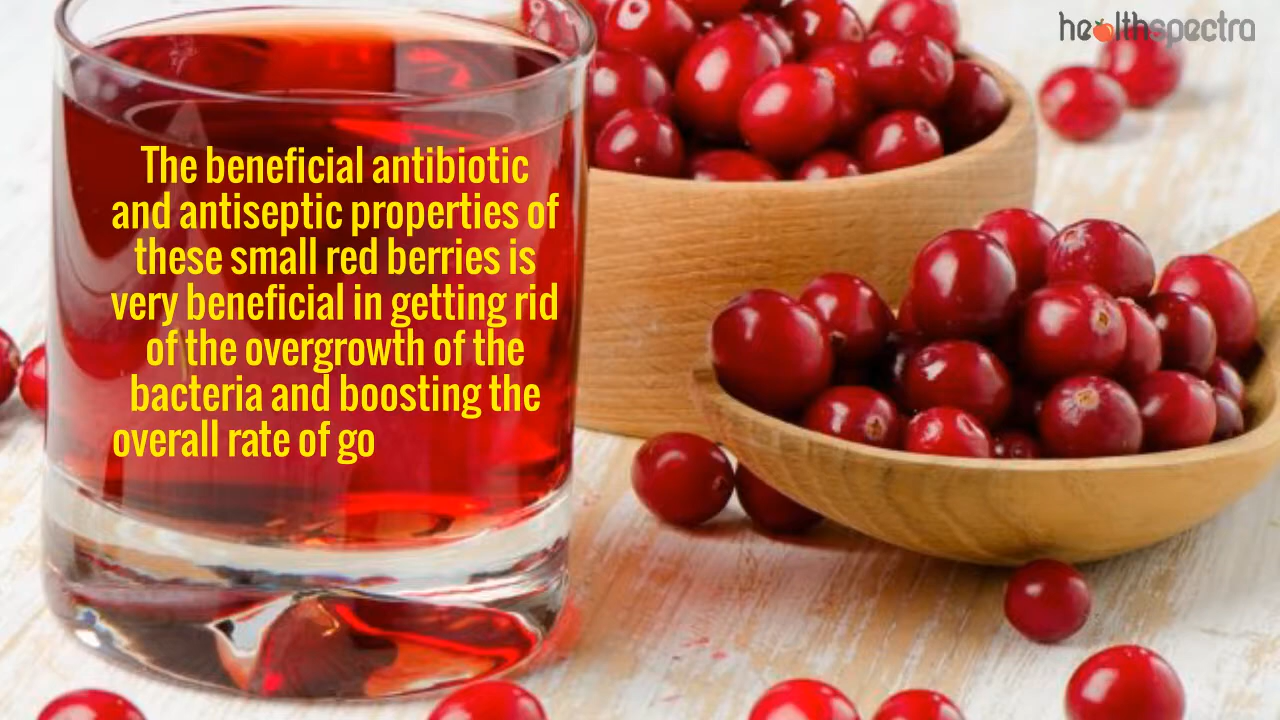 healthspectra
The beneficial antibiotic
and antiseptic properties of
these small red berries is
very beneficial in getting rid
of the overgrowth of the
bacteria and boosting the
overall rate of go